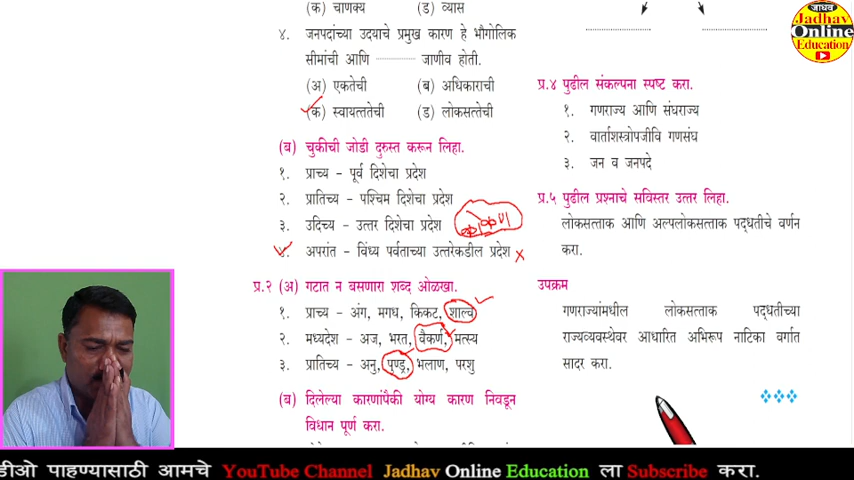 (क) चाणक्य (ड) व्यास
४. जनपदांच्या उदयाचे प्रमुख कारण हे भौगोलिक
सीमांची आणि ........... जाणीव होती.
(अ) एकतेची (ब) अधिकाराची
(क) स्वायत्ततेची (ड) लोकसत्तेची
(ब) चुकीची जोडी दुरुस्त करून लिहा.
१. प्राच्य – पूर्व दिशेचा प्रदेश
२. प्रातिच्य – पश्चिम दिशेचा प्रदेश
३. उदिच्य – उत्तर दिशेचा प्रदेश
४. अपरांत – विंध्य पर्वताच्या उत्तरेकडील प्रदेश
प्र.२ (अ) गटात न बसणारा शब्द ओळखा.
१. प्राच्य – अंग, मगध, किकट, शाल्व
२. मध्यदेश – अज, भरत, वैकर्ण, मत्स्य
३. प्रातिच्य – अनु, पुण्ड्र, भलाण, परशु
(ब) दिलेल्या कारणांपैकी योग्य कारण निवडून
विधान पूर्ण करा.
प्र.४ पुढील संकल्पना स्पष्ट करा.
१. गणराज्य आणि संघराज्य
२. वार्ताशस्त्रोपजीवि गणसंघ
३. जन व जनपदे
प्र.५ पुढील प्रश्नाचे सविस्तर उत्तर लिहा.
लोकसत्ताक आणि अल्पलोकसत्ताक पद्धतीचे वर्णन
करा.
उपक्रम
गणराज्यांमधील लोकसत्ताक पद्धतीच्या
राज्यव्यवस्थेवर आधारित अभिरूप नाटिका वर्गात
सादर करा.
जाधव
Jadhav
Online
Education
डीओ पाहण्यासाठी आमचे YouTube Channel Jadhav Online Education ला Subscribe करा.